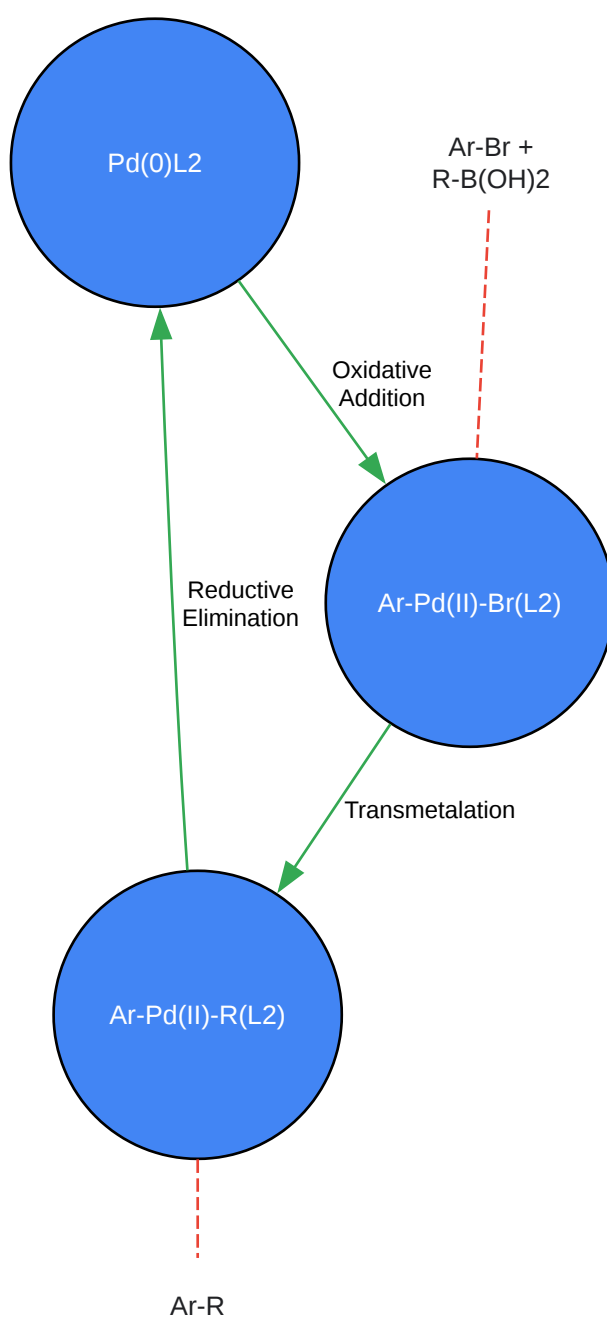 Pd(0)L2
Ar-Br +
R-B(OH)2
Oxidative
Addition
Reductive
Elimination
Ar-Pd(II)-Br(L2)
Transmetalation
Ar-Pd(II)-R(L2)
Ar-R